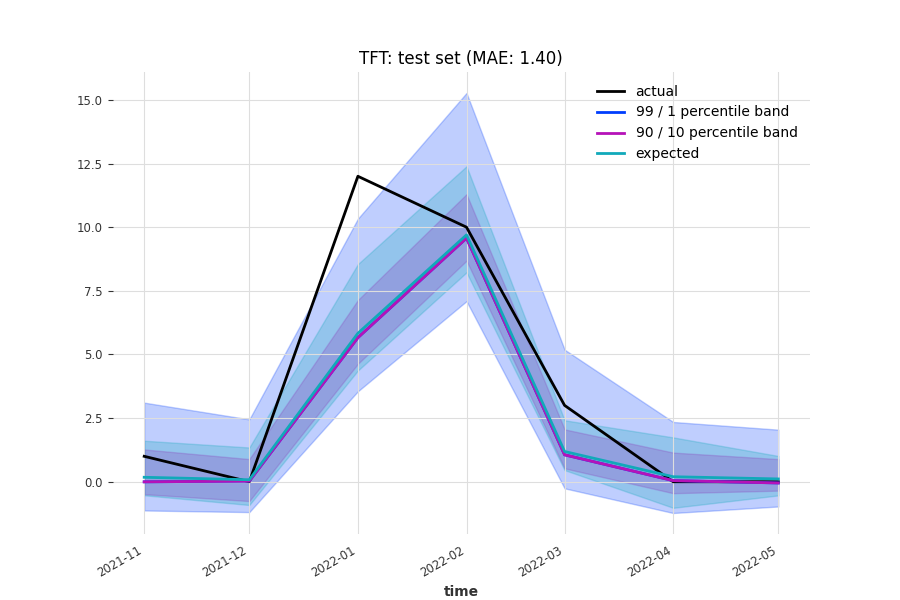 TFT: test set (MAE: 1.40)
actual
99 / 1 percentile band
90 / 10 percentile band
expected
15.0
12.5
10.0
7.5
5.0
2.5
0.0
2021-11
2021-12
2022-01
2022-02
2022-03
2022-04
2022-05
time